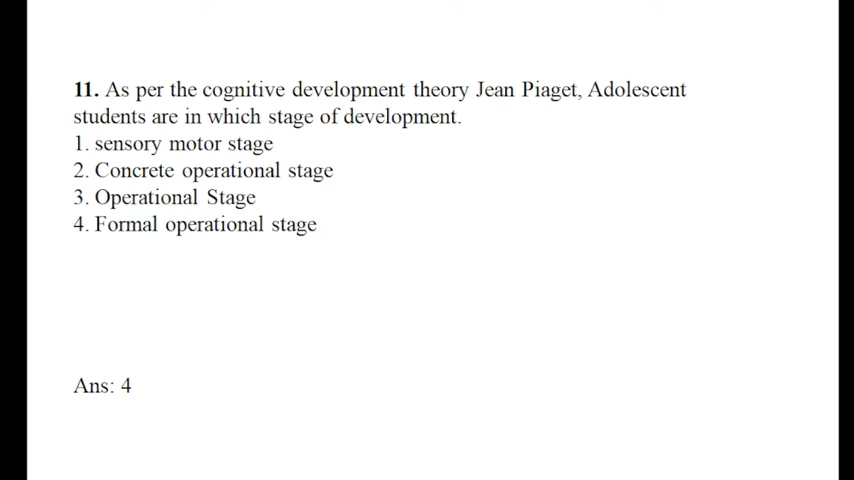 11. As per the cognitive development theory Jean Piaget, Adolescent
students are in which stage of development.
1. sensory motor stage
2. Concrete operational stage
3. Operational Stage
4. Formal operational stage
Ans: 4